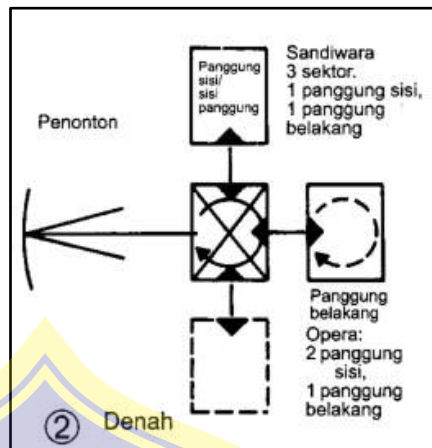 Panggung
sisi/
sisi
panggung
Sandiwara
3 sektor.
1 panggung sisi,
1 panggung
belakang
Penonton
Panggung
belakang
Opera:
2 panggung
sisi,
1 panggung
belakang
2 Denah